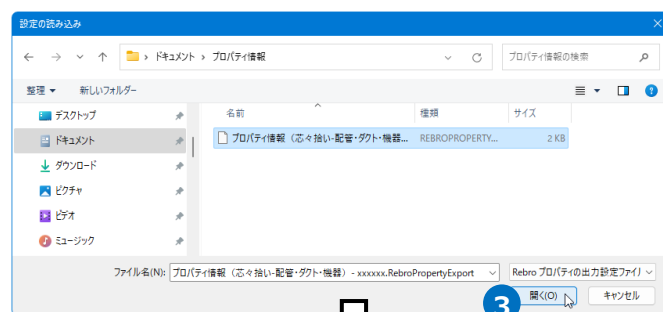 設定の読み込み
ドキュメント › プロパティ情報
プロパティ情報の検索
整理 新しいフォルダー
名前 種類 サイズ
デスクトップ
プロパティ情報（芯々拾い-配管・ダクト・機器... REBROPROPERTY... 2 KB
ドキュメント
ダウンロード
ピクチャ
ビデオ
ミュージック
ファイル名(N): プロパティ情報（芯々拾い-配管・ダクト・機器）- xxxxxx.RebroPropertyExport Rebro プロパティの出力設定ファイ
3 開く(O) キャンセル